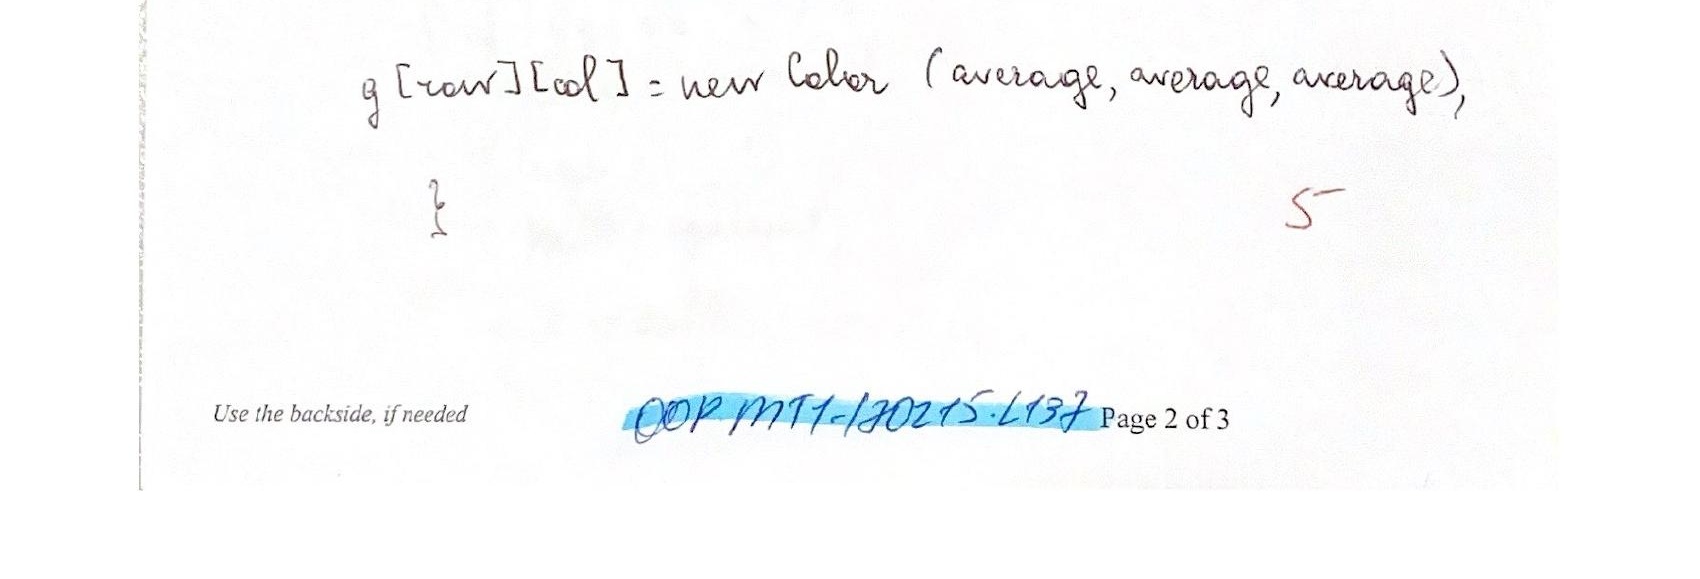 g[row][col] = new Color (average, average, average),
}
5
Use the backside, if needed
OOP MT1-170215.L137 Page 2 of 3